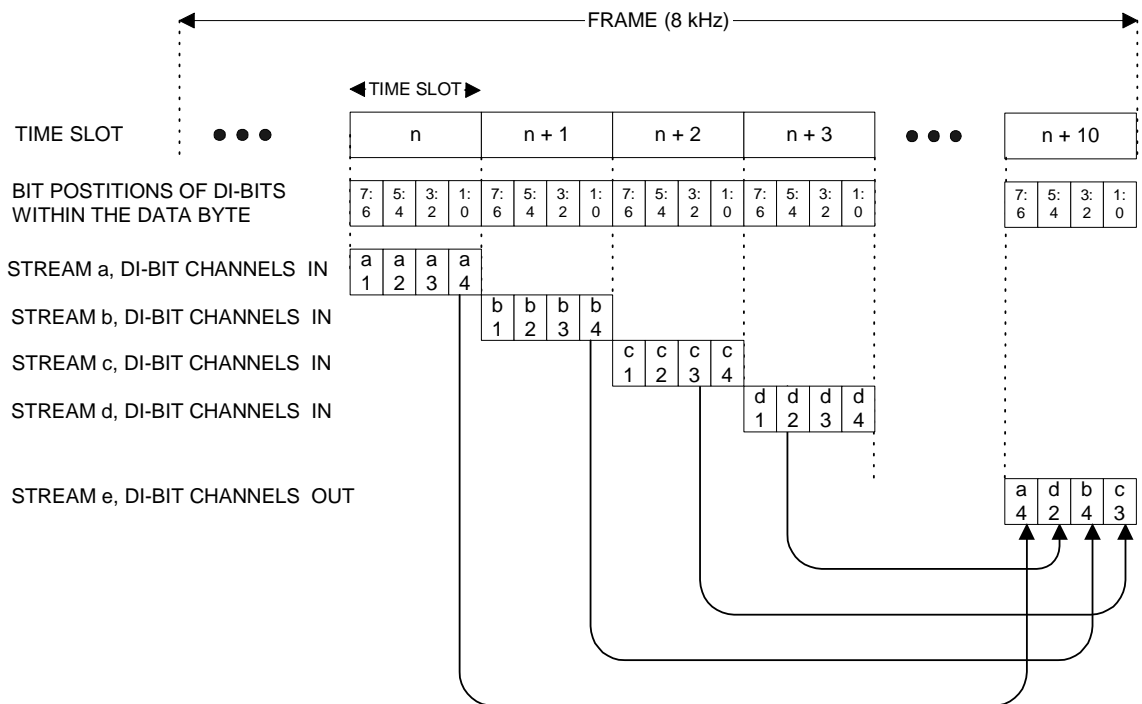 FRAME (8 kHz)
TIME SLOT
TIME SLOT n n + 1 n + 2 n + 3 n + 10
BIT POSTITIONS OF DI-BITS
WITHIN THE DATA BYTE
7: 5: 3: 1: 7: 5: 3: 1: 7: 5: 3: 1: 7: 5: 3: 1: 7: 5: 3: 1:
6 4 2 0 6 4 2 0 6 4 2 0 6 4 2 0 6 4 2 0
STREAM a, DI-BIT CHANNELS IN
a a a a
1 2 3 4
STREAM b, DI-BIT CHANNELS IN
b b b b
1 2 3 4
STREAM c, DI-BIT CHANNELS IN
c c c c
1 2 3 4
STREAM d, DI-BIT CHANNELS IN
d d d d
1 2 3 4
STREAM e, DI-BIT CHANNELS OUT
a d b c
4 2 4 3